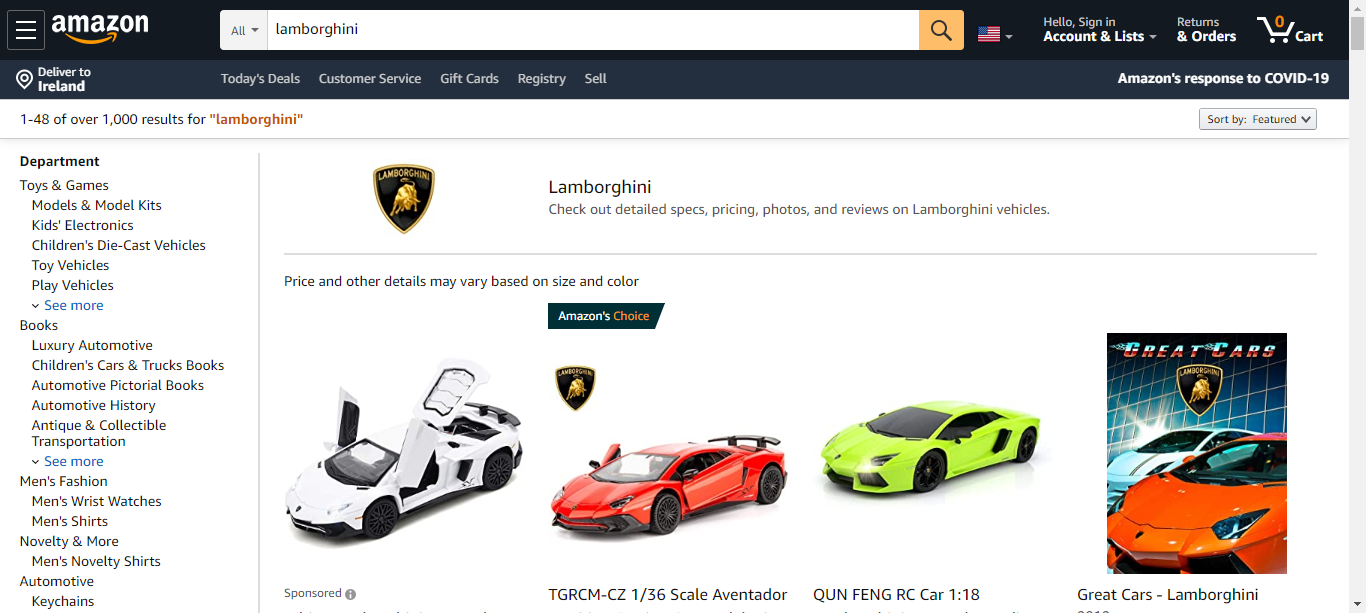 amazon
All
lamborghini
Hello, Sign in
Account & Lists
Returns
& Orders
0
Cart
Deliver to
Ireland
Today's Deals
Customer Service
Gift Cards
Registry
Sell
Amazon's response to COVID-19
1-48 of over 1,000 results for "lamborghini"
Sort by: Featured
Department
Toys & Games
Models & Model Kits
Kids' Electronics
Children's Die-Cast Vehicles
Toy Vehicles
Play Vehicles
See more
Books
Luxury Automotive
Children's Cars & Trucks Books
Automotive Pictorial Books
Automotive History
Antique & Collectible
Transportation
See more
Men's Fashion
Men's Wrist Watches
Men's Shirts
Novelty & More
Men's Novelty Shirts
Automotive
Keychains
LAMBORGHINI
Lamborghini
Check out detailed specs, pricing, photos, and reviews on Lamborghini vehicles.
Price and other details may vary based on size and color
Amazon's Choice
LAMBORGHINI
GREAT CARS
LAMBORGHINI
Sponsored
TGRCM-CZ 1/36 Scale Aventador
QUN FENG RC Car 1:18
Great Cars - Lamborghini